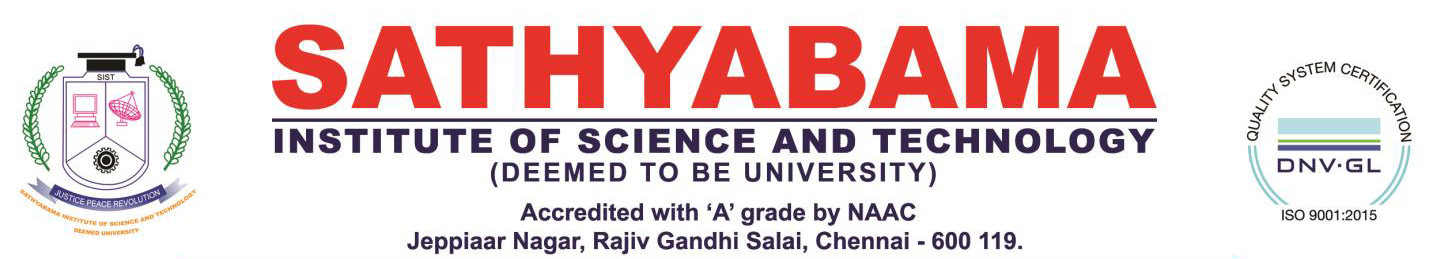 SIST
JUSTICE PEACE REVOLUTION
SATHYABAMA INSTITUTE OF SCIENCE AND TECHNOLOGY
DEEMED UNIVERSITY
SATHYABAMA
INSTITUTE OF SCIENCE AND TECHNOLOGY
(DEEMED TO BE UNIVERSITY)
Accredited with ‘A’ grade by NAAC
Jeppiaar Nagar, Rajiv Gandhi Salai, Chennai - 600 119.
QUALITY SYSTEM CERTIFICATION
DNV·GL
ISO 9001:2015